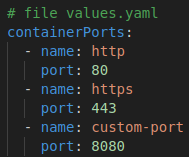 # file values.yaml
containerPorts:
  - name: http
    port: 80
  - name: https
    port: 443
  - name: custom-port
    port: 8080